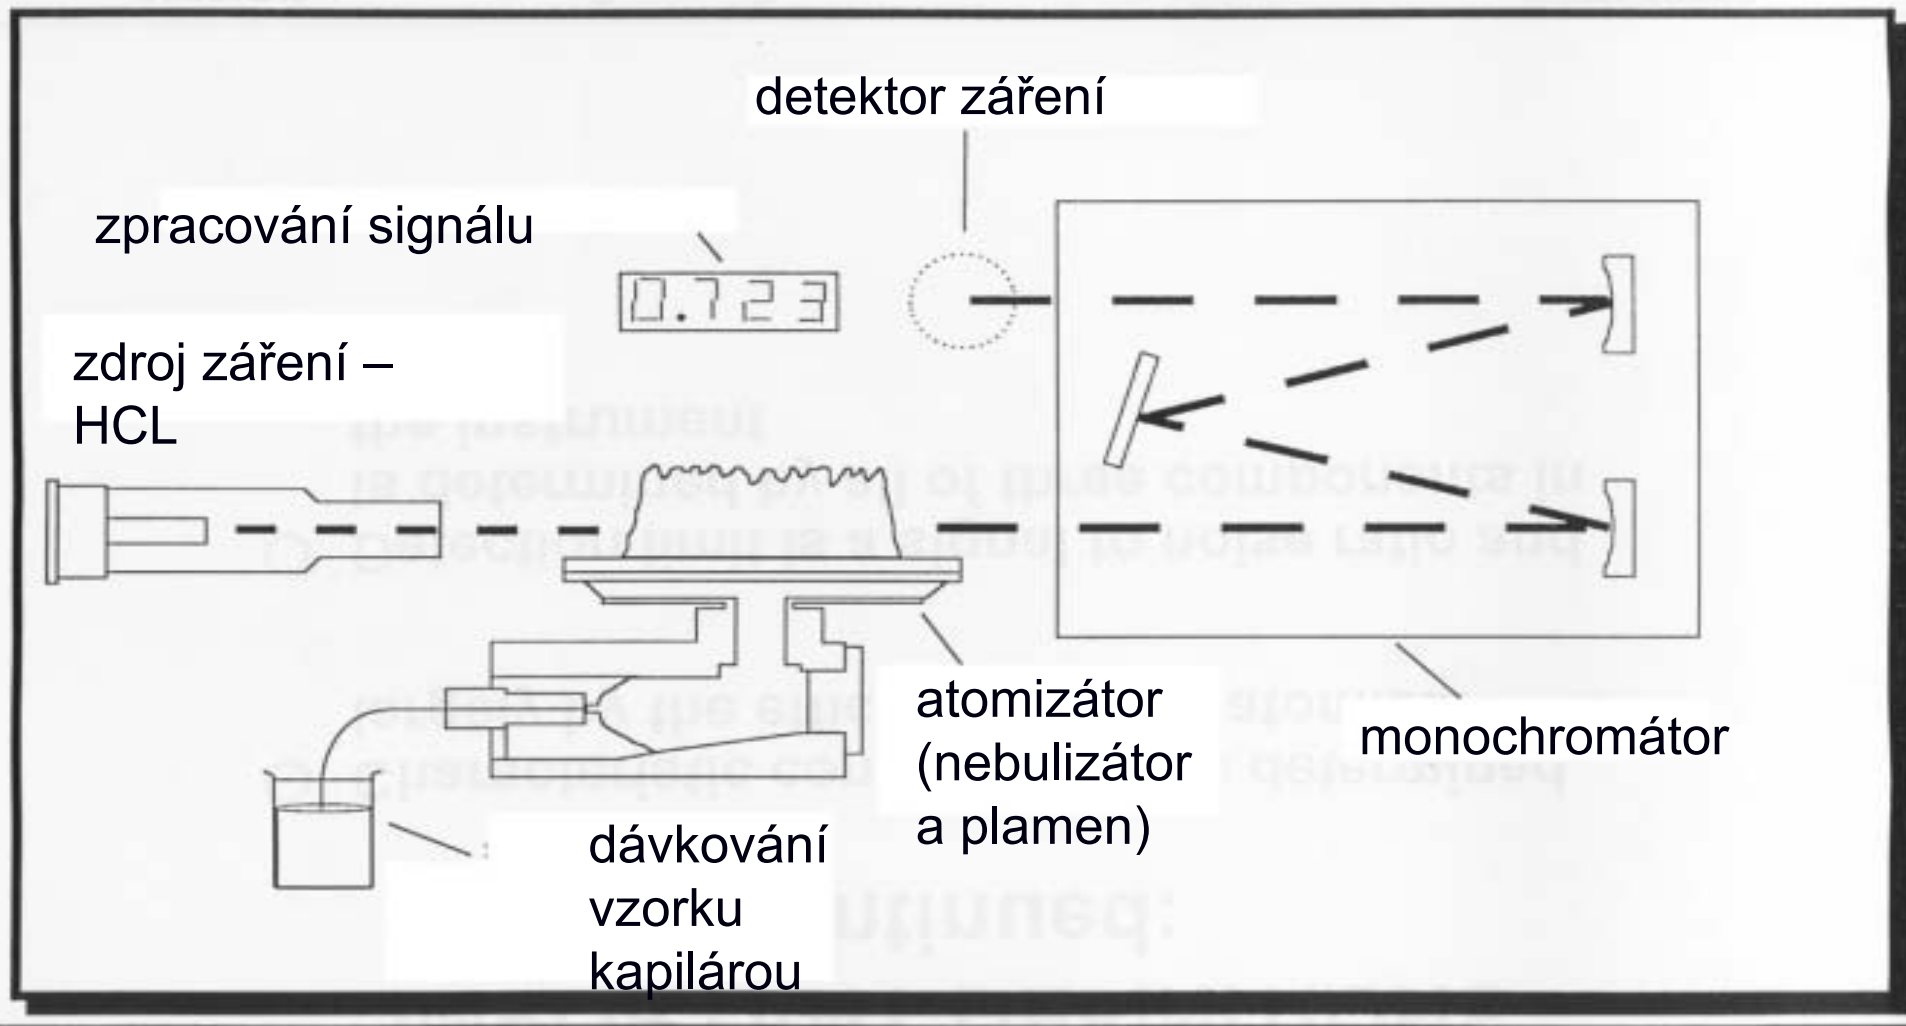 detektor záření
zpracování signálu
0.723
zdroj záření –
HCL
atomizátor
(nebulizátor
a plamen)
monochromátor
dávkování
vzorku
kapilárou